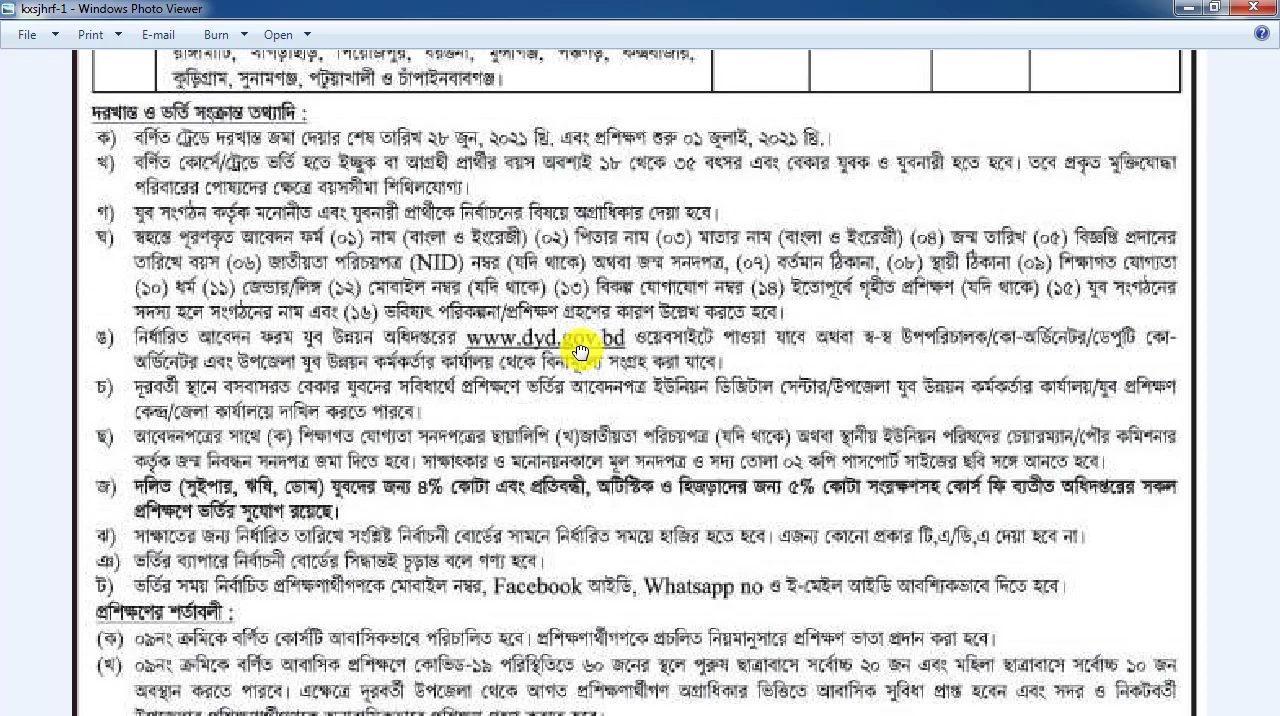 kxsjhrf-1 - Windows Photo Viewer
File Print E-mail Burn Open
কুড়িগ্রাম, সুনামগঞ্জ, পটুয়াখালী ও চাঁপাইনবাবগঞ্জ।
দরখাস্ত ও ভর্তি সংক্রান্ত তথ্যাদি :
ক) বর্ণিত ট্রেডে দরখাস্ত জমা দেয়ার শেষ তারিখ ২৮ জুন, ২০২১ খ্রি. এবং প্রশিক্ষণ শুরু ০১ জুলাই, ২০২১ খ্রি.।
খ) বর্ণিত কোর্সে/ট্রেডে ভর্তি হতে ইচ্ছুক বা আগ্রহী প্রার্থীর বয়স অবশ্যই ১৮ থেকে ৩৫ বৎসর এবং বেকার যুবক ও যুবনারী হতে হবে। তবে প্রকৃত মুক্তিযোদ্ধা
পরিবারের পোষ্যদের ক্ষেত্রে বয়সসীমা শিথিলযোগ্য।
গ) যুব সংগঠন কর্তৃক মনোনীত এবং যুবনারী প্রার্থীকে নির্বাচনের বিষয়ে অগ্রাধিকার দেয়া হবে।
ঘ) স্বহস্তে পূরণকৃত আবেদন ফর্ম (০১) নাম (বাংলা ও ইংরেজী) (০২) পিতার নাম (০৩) মাতার নাম (বাংলা ও ইংরেজী) (০৪) জন্ম তারিখ (০৫) বিজ্ঞপ্তি প্রদানের
তারিখে বয়স (০৬) জাতীয়তা পরিচয়পত্র (NID) নম্বর (যদি থাকে) অথবা জন্ম সনদপত্র, (০৭) বর্তমান ঠিকানা, (০৮) স্থায়ী ঠিকানা (০৯) শিক্ষাগত যোগ্যতা
(১০) ধর্ম (১১) জেন্ডার/লিঙ্গ (১২) মোবাইল নম্বর (যদি থাকে) (১৩) বিকল্প যোগাযোগ নম্বর (১৪) ইতোপূর্বে গৃহীত প্রশিক্ষণ (যদি থাকে) (১৫) যুব সংগঠনের
সদস্য হলে সংগঠনের নাম এবং (১৬) ভবিষ্যৎ পরিকল্পনা/প্রশিক্ষণ গ্রহণের কারণ উল্লেখ করতে হবে।
ঙ) নির্ধারিত আবেদন ফরম যুব উন্নয়ন অধিদপ্তরের www.dyd.gov.bd ওয়েবসাইটে পাওয়া যাবে অথবা স্ব-স্ব উপপরিচালক/কো-অর্ডিনেটর/ডেপুটি কো-
অর্ডিনেটর এবং উপজেলা যুব উন্নয়ন কর্মকর্তার কার্যালয় থেকে বিনামূল্যে সংগ্রহ করা যাবে।
চ) দূরবর্তী স্থানে বসবাসরত বেকার যুবদের সবিধার্থে প্রশিক্ষণে ভর্তির আবেদনপত্র ইউনিয়ন ডিজিটাল সেন্টার/উপজেলা যুব উন্নয়ন কর্মকর্তার কার্যালয়/যুব প্রশিক্ষণ
কেন্দ্র/জেলা কার্যালয়ে দাখিল করতে পারবে।
ছ) আবেদনপত্রের সাথে (ক) শিক্ষাগত যোগ্যতা সনদপত্রের ছায়ালিপি (খ)জাতীয়তা পরিচয়পত্র (যদি থাকে) অথবা স্থানীয় ইউনিয়ন পরিষদের চেয়ারম্যান/পৌর কমিশনার
কর্তৃক জন্ম নিবন্ধন সনদপত্র জমা দিতে হবে। সাক্ষাৎকার ও মনোনয়নকালে মূল সনদপত্র ও সদ্য তোলা ০২ কপি পাসপোর্ট সাইজের ছবি সঙ্গে আনতে হবে।
জ) দলিত (সুইপার, ঋষি, ডোম) যুবদের জন্য ৪% কোটা এবং প্রতিবন্ধী, অটিস্টিক ও হিজড়াদের জন্য ৫% কোটা সংরক্ষণসহ কোর্স ফি ব্যতীত অধিদপ্তরের সকল
প্রশিক্ষণে ভর্তির সুযোগ রয়েছে।
ঝ) সাক্ষাতের জন্য নির্ধারিত তারিখে সংশ্লিষ্ট নির্বাচনী বোর্ডের সামনে নির্ধারিত সময়ে হাজির হতে হবে। এজন্য কোনো প্রকার টি,এ/ডি,এ দেয়া হবে না।
ঞ) ভর্তির ব্যাপারে নির্বাচনী বোর্ডের সিদ্ধান্তই চূড়ান্ত বলে গণ্য হবে।
ট) ভর্তির সময় নির্বাচিত প্রশিক্ষণার্থীগণকে মোবাইল নম্বর, Facebook আইডি, Whatsapp no ও ই-মেইল আইডি আবশ্যিকভাবে দিতে হবে।
প্রশিক্ষণের শর্তাবলী :
(ক) ০৯নং ক্রমিকে বর্ণিত কোর্সটি আবাসিকভাবে পরিচালিত হবে। প্রশিক্ষণার্থীগণকে প্রচলিত নিয়মানুসারে প্রশিক্ষণ ভাতা প্রদান করা হবে।
(খ) ০৯নং ক্রমিকে বর্ণিত আবাসিক প্রশিক্ষণে কোভিড-১৯ পরিস্থিতিতে ৬০ জনের স্থলে পুরুষ ছাত্রাবাসে সর্বোচ্চ ২০ জন এবং মহিলা ছাত্রাবাসে সর্বোচ্চ ১০ জন
অবস্থান করতে পারবে। এক্ষেত্রে দূরবর্তী উপজেলা থেকে আগত প্রশিক্ষণার্থীগণ অগ্রাধিকার ভিত্তিতে আবাসিক সুবিধা প্রাপ্ত হবেন এবং সদর ও নিকটবর্তী